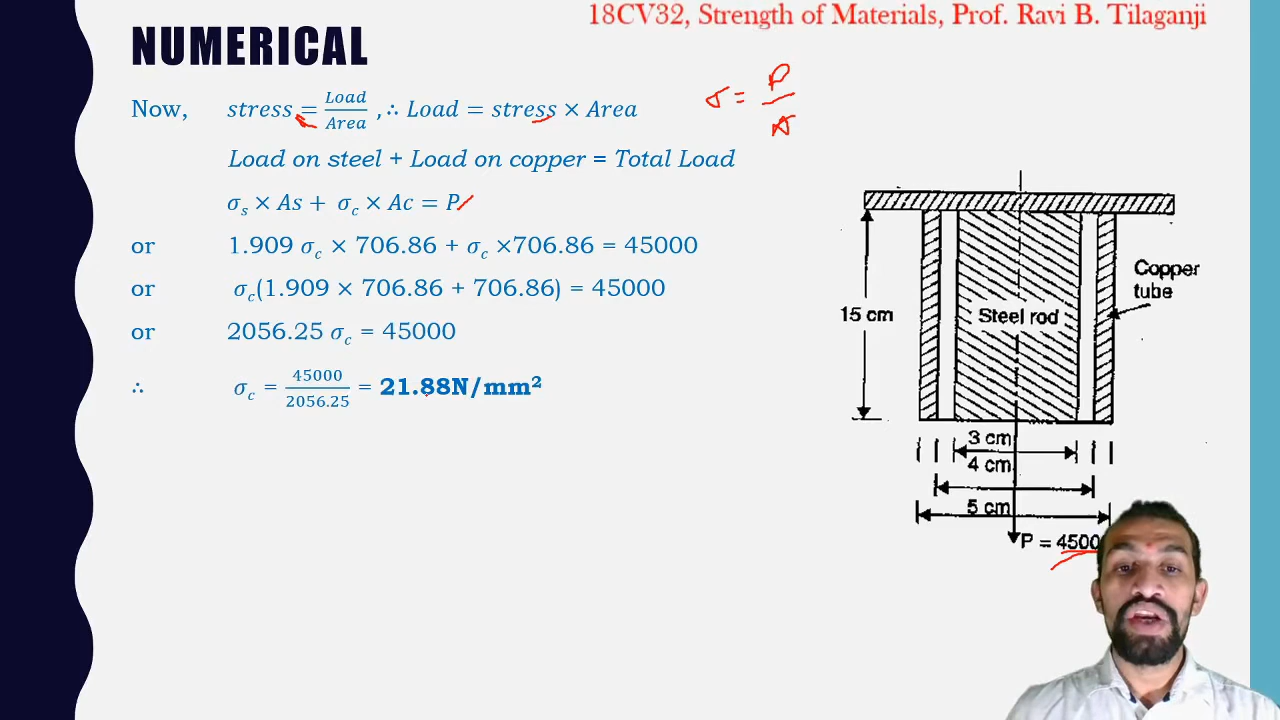 18CV32, Strength of Materials, Prof. Ravi B. Tilaganji
NUMERICAL
Now, stress = Load/Area ,∴ Load = stress × Area
σ = P/A
Load on steel + Load on copper = Total Load
σs × As + σc × Ac = P
or 1.909 σc × 706.86 + σc ×706.86 = 45000
or σc(1.909 × 706.86 + 706.86) = 45000
or 2056.25 σc = 45000
∴ σc = 45000/2056.25 = 21.88N/mm²
Copper
tube
15 cm
Steel rod
3 cm
4 cm
5 cm
P = 4500